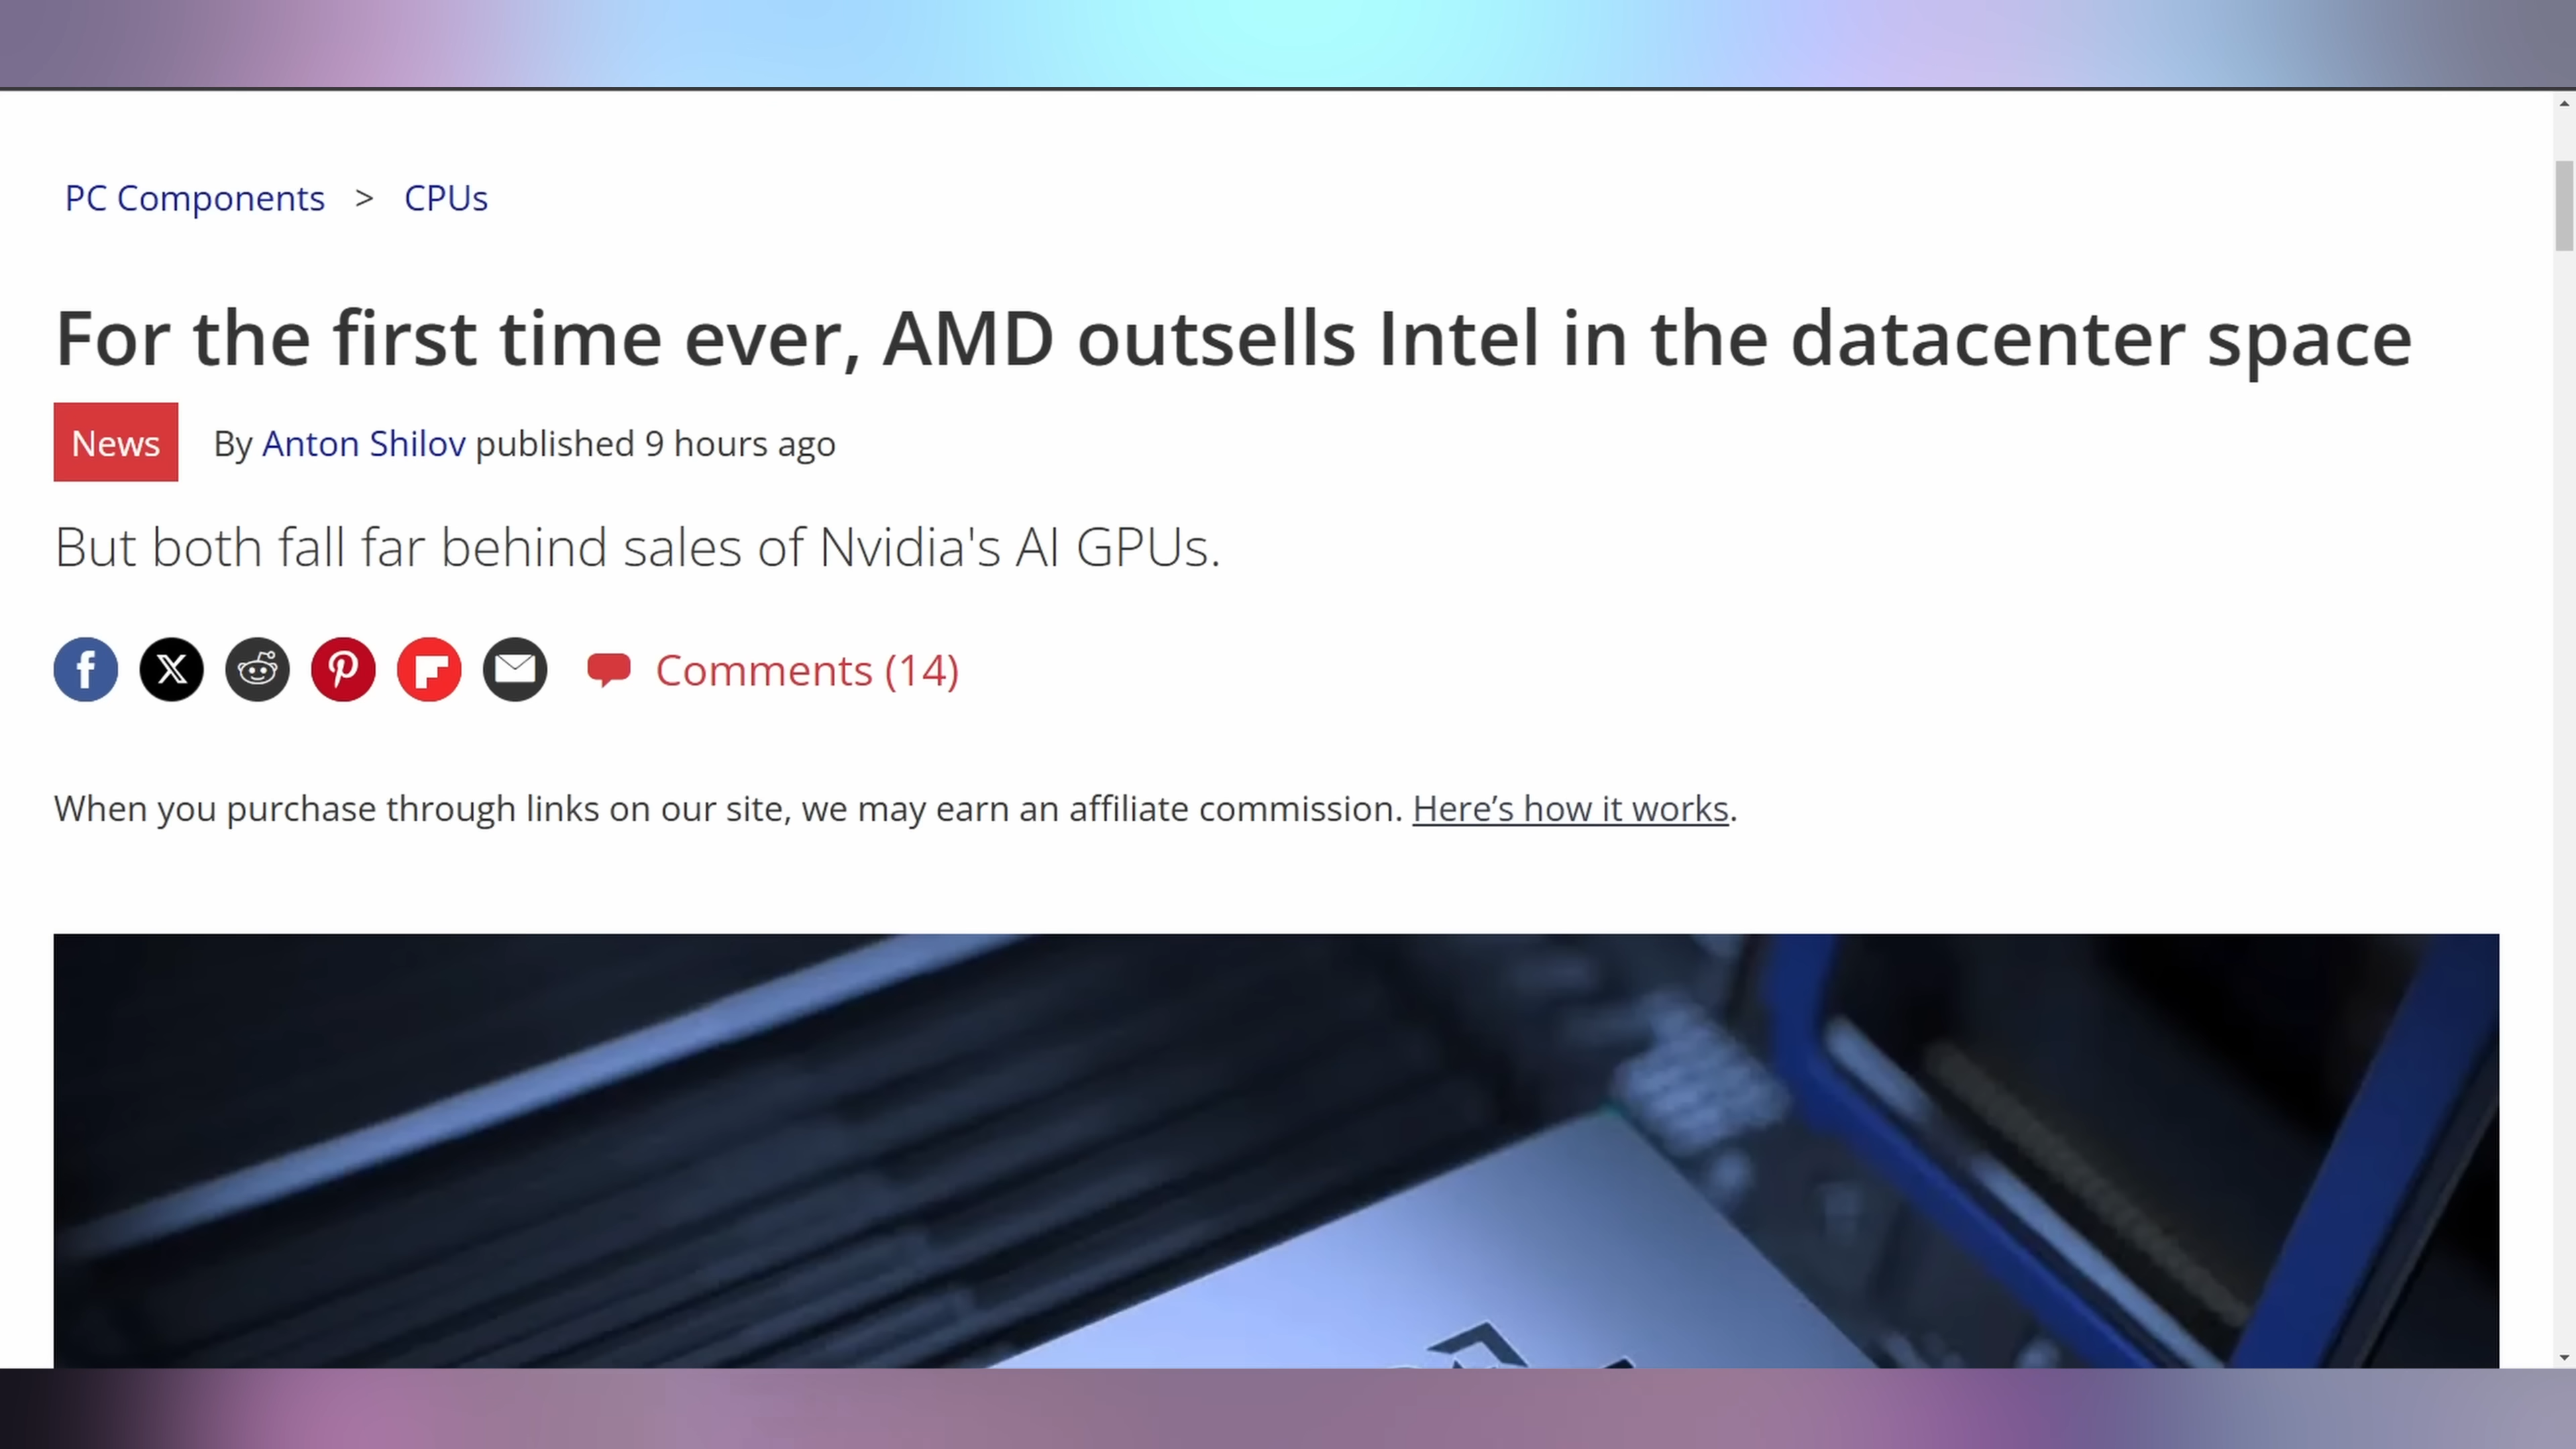 PC Components > CPUs
For the first time ever, AMD outsells Intel in the datacenter space
News By Anton Shilov published 9 hours ago
But both fall far behind sales of Nvidia's AI GPUs.
Comments (14)
When you purchase through links on our site, we may earn an affiliate commission. Here’s how it works.